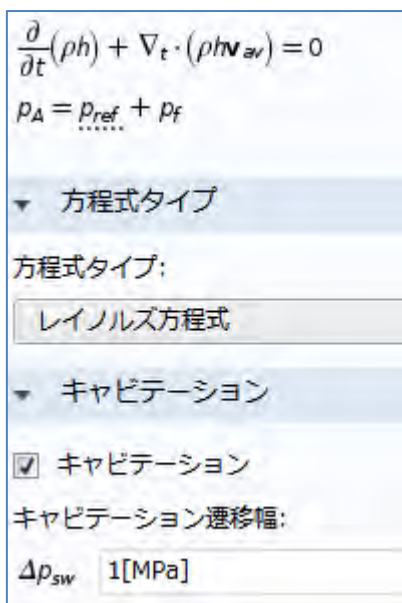 ∂/∂t(ρh) + ∇t·(ρhvav) = 0
pA = pref + pf
方程式タイプ
方程式タイプ:
レイノルズ方程式
キャビテーション
キャビテーション
キャビテーション遷移幅:
Δpsw 1[MPa]